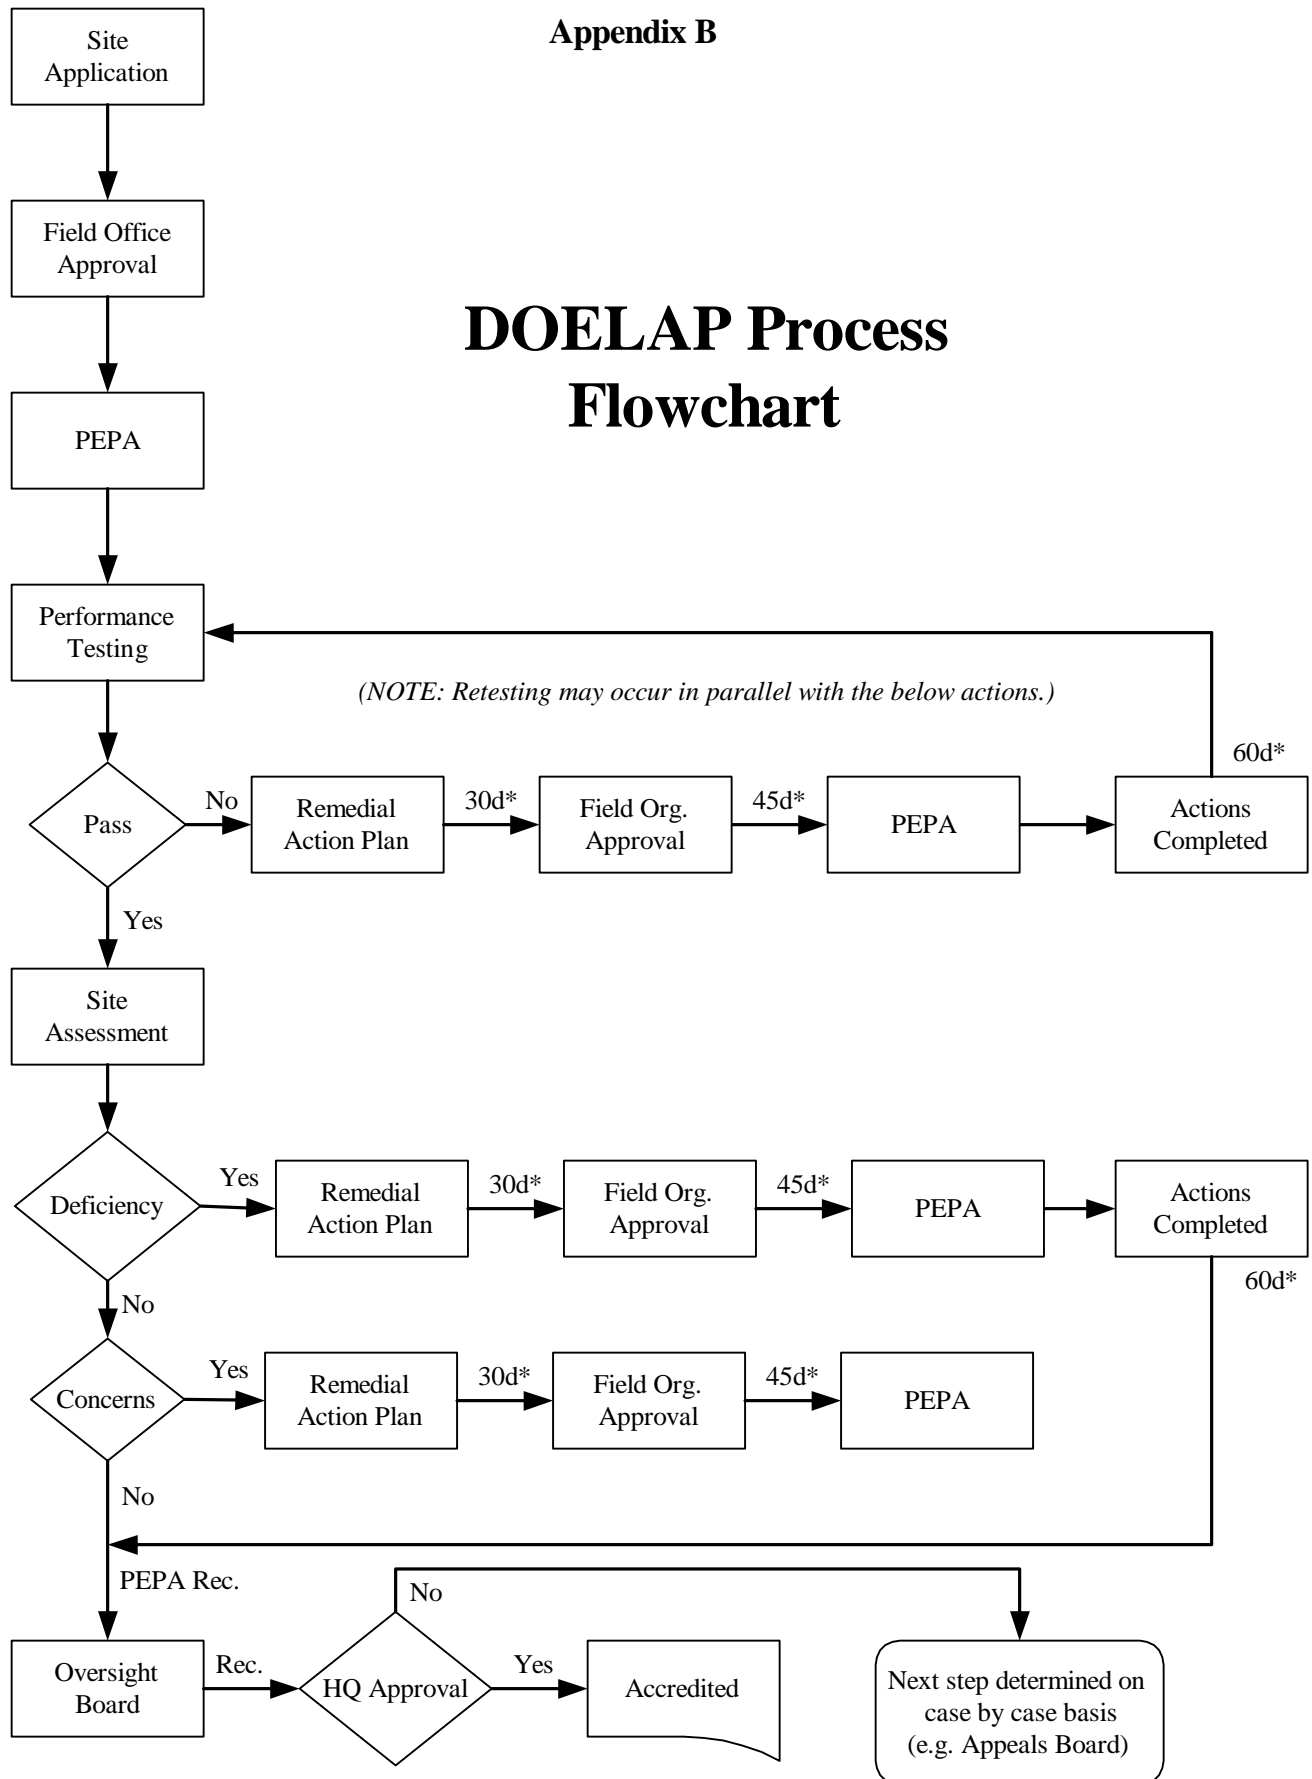 Appendix B
Site
Application
Field Office
Approval
DOELAP Process
Flowchart
PEPA
Performance
Testing
(NOTE: Retesting may occur in parallel with the below actions.)
60d*
Pass
No
Remedial
Action Plan
30d*
Field Org.
Approval
45d*
PEPA
Actions
Completed
Yes
Site
Assessment
Deficiency
Yes
Remedial
Action Plan
30d*
Field Org.
Approval
45d*
PEPA
Actions
Completed
60d*
No
Concerns
Yes
Remedial
Action Plan
30d*
Field Org.
Approval
45d*
PEPA
No
PEPA Rec.
No
Oversight
Board
Rec.
HQ Approval
Yes
Accredited
Next step determined on
case by case basis
(e.g. Appeals Board)